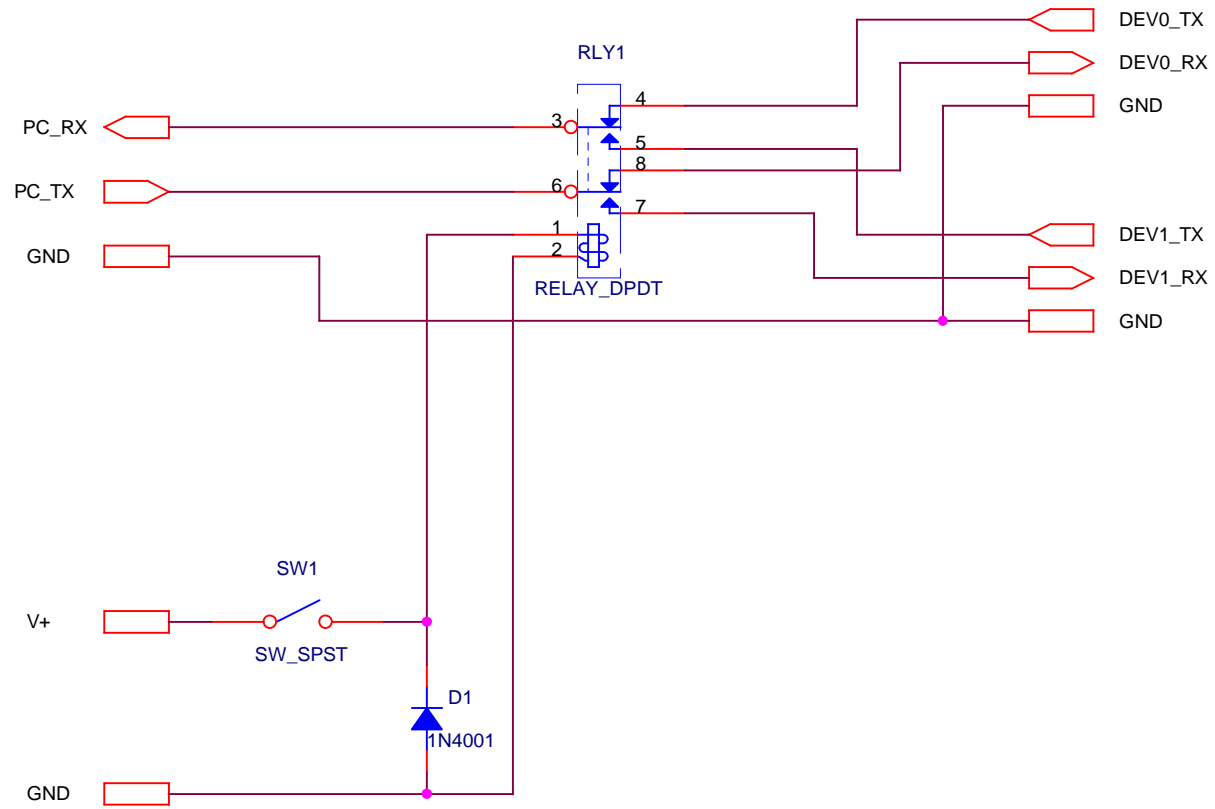 DEV0_TX
RLY1
DEV0_RX
4
GND
3
PC_RX
5
8
6
PC_TX
7
1
DEV1_TX
2
GND
DEV1_RX
RELAY_DPDT
GND
SW1
V+
SW_SPST
D1
1N4001
GND